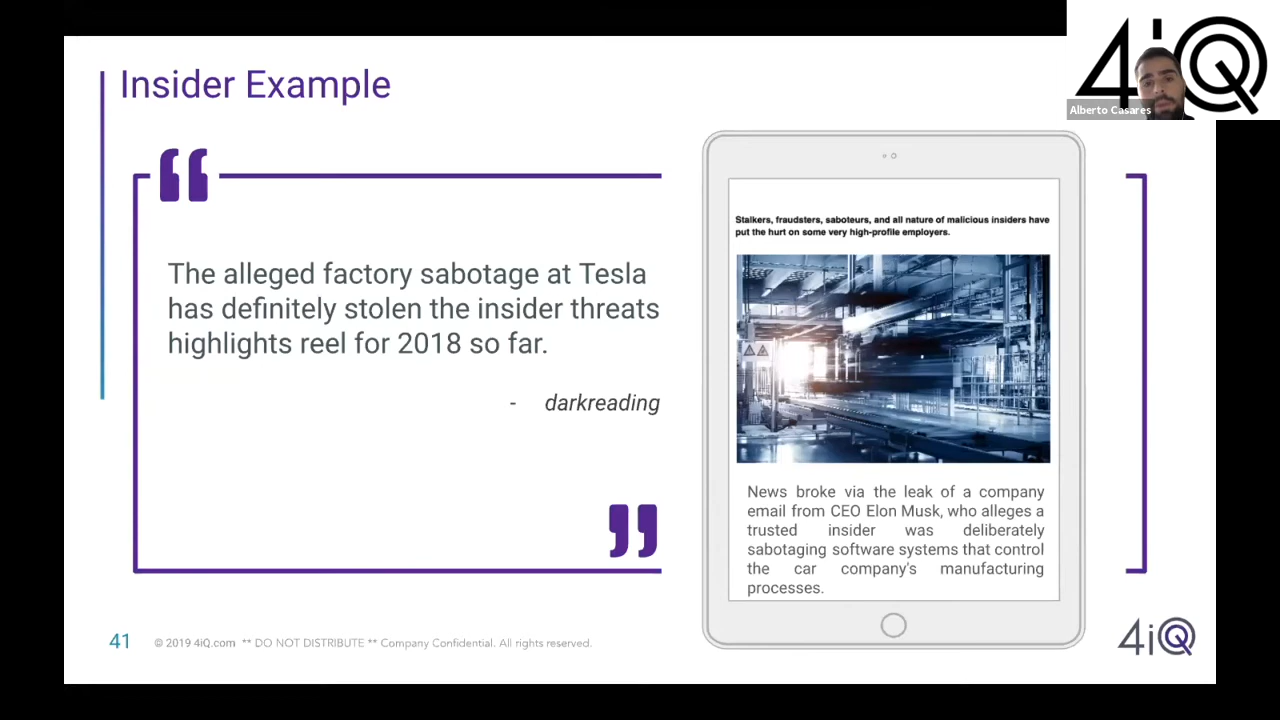 Insider Example
4iQ
Alberto Casares
“
The alleged factory sabotage at Tesla
has definitely stolen the insider threats
highlights reel for 2018 so far.
- darkreading
”
Stalkers, fraudsters, saboteurs, and all nature of malicious insiders have
put the hurt on some very high-profile employers.
News broke via the leak of a company
email from CEO Elon Musk, who alleges a
trusted insider was deliberately
sabotaging software systems that control
the car company's manufacturing
processes.
41 © 2019 4iQ.com ** DO NOT DISTRIBUTE ** Company Confidential. All rights reserved.
4iQ